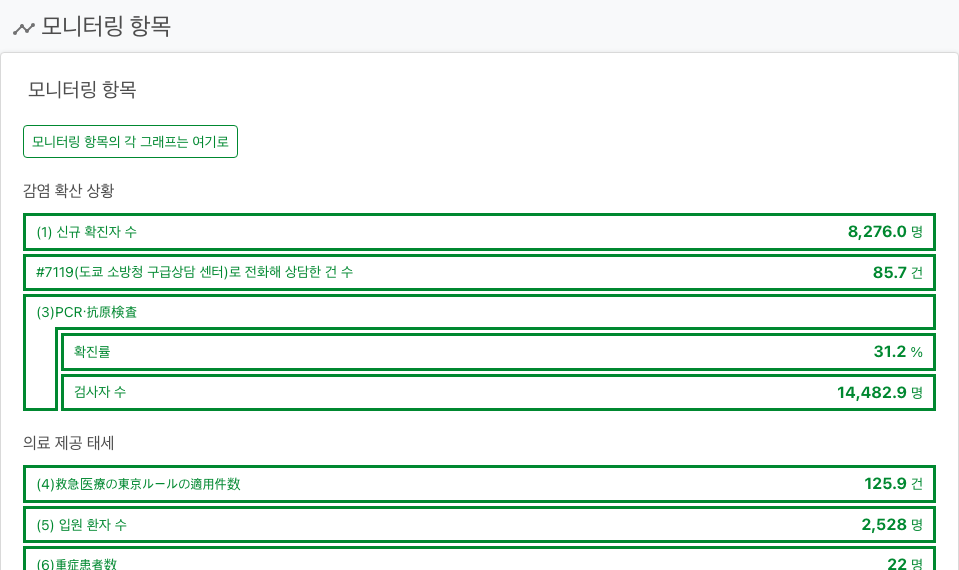 모니터링 항목
모니터링 항목
모니터링 항목의 각 그래프는 여기로
감염 확산 상황
(1) 신규 확진자 수 8,276.0 명
#7119(도쿄 소방청 구급상담 센터)로 전화해 상담한 건 수 85.7 건
(3)PCR·抗原検査
확진률 31.2 %
검사자 수 14,482.9 명
의료 제공 태세
(4)救急医療の東京ルールの適用件数 125.9 건
(5) 입원 환자 수 2,528 명
(6)重症患者数 22 명